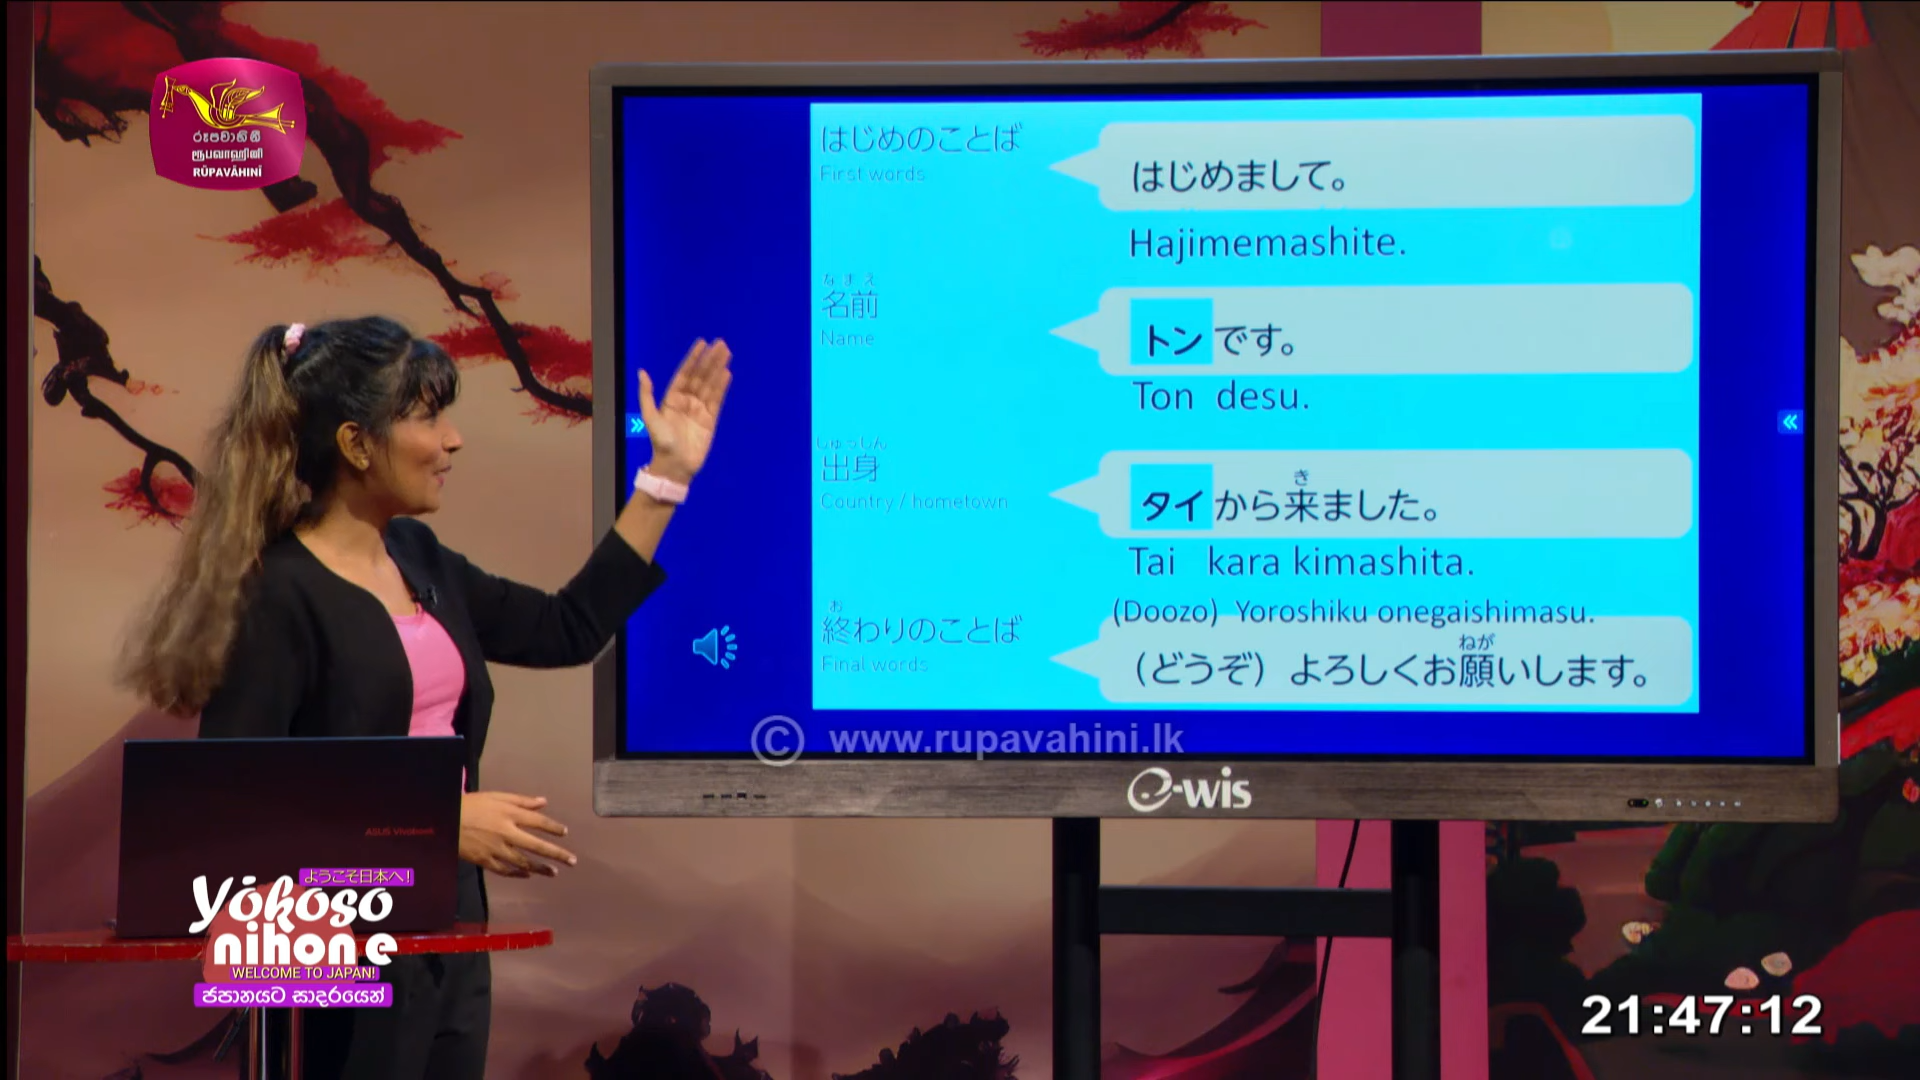 රූපවාහිනී
ரூபவாஹினி
RŪPAVĀHINĪ
はじめのことば
First words
はじめまして。
Hajimemashite.
なまえ
名前
Name
トンです。
Ton desu.
しゅっしん
出身
Country / hometown
き
タイから来ました。
Tai kara kimashita.
(Doozo) Yoroshiku onegaishimasu.
お
終わりのことば
Final words
ねが
（どうぞ）よろしくお願いします。
© www.rupavahini.lk
e-wis
ASUS Vivobook
ようこそ日本へ!
yōkoso
nihon e
WELCOME TO JAPAN!
ජපානයට සාදරයෙන්
21:47:12